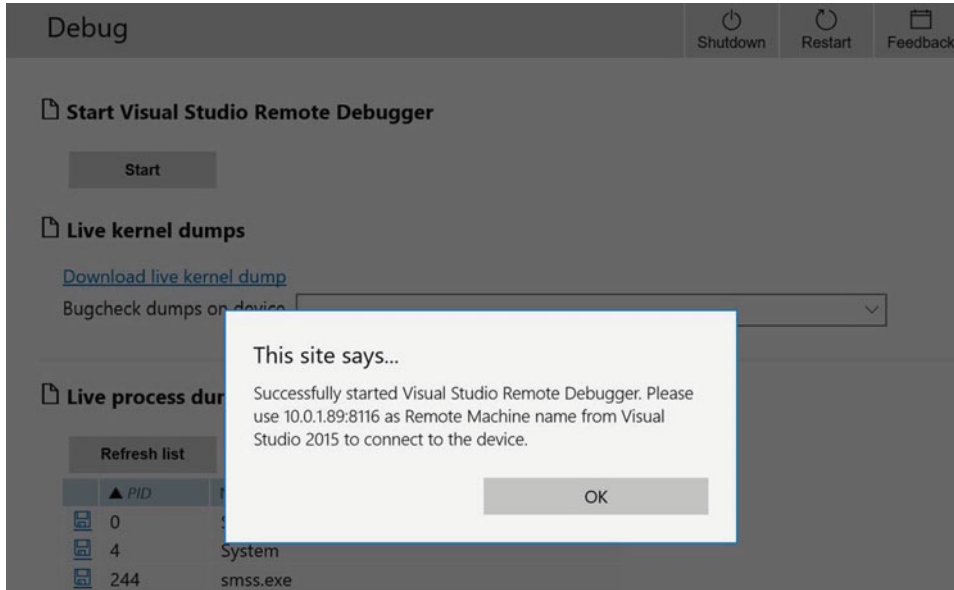 Debug
Shutdown
Restart
Feedback
Start Visual Studio Remote Debugger
Start
Live kernel dumps
Download live kernel dump
Bugcheck dumps on device
This site says...
Successfully started Visual Studio Remote Debugger. Please
use 10.0.1.89:8116 as Remote Machine name from Visual
Studio 2015 to connect to the device.
OK
Live process
Refresh list
PID
0
4 System
244 smss.exe